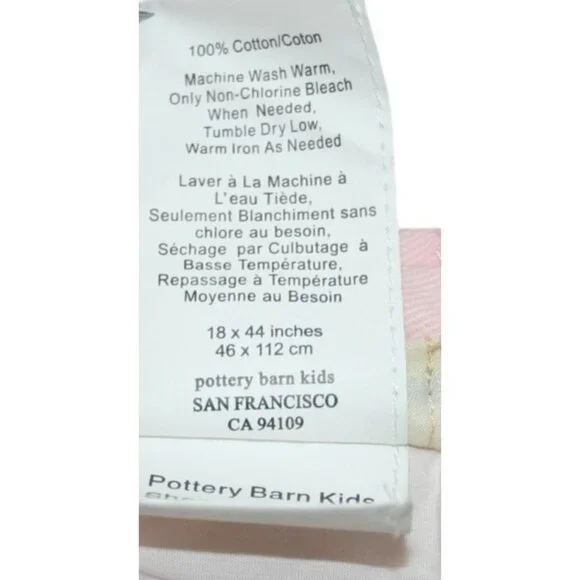 100% Cotton/Coton
Machine Wash Warm,
Only Non-Chlorine Bleach
When Needed,
Tumble Dry Low,
Warm Iron As Needed
Laver à La Machine à
L'eau Tiède,
Seulement Blanchiment sans
chlore au besoin,
Séchage par Culbutage à
Basse Température,
Repassage à Température
Moyenne au Besoin
18 x 44 inches
46 x 112 cm
pottery barn kids
SAN FRANCISCO
CA 94109
Pottery Barn Kids